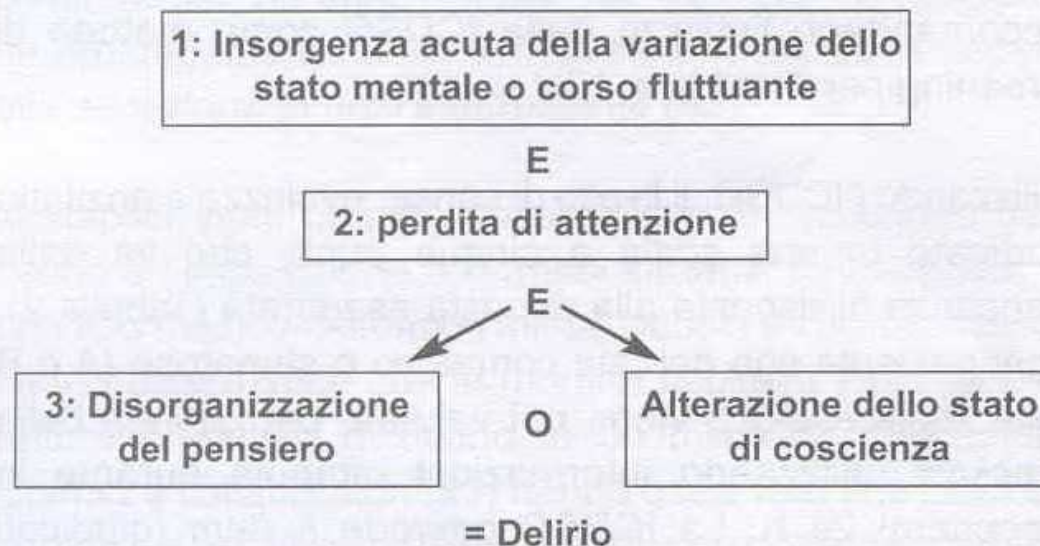 1: Insorgenza acuta della variazione dello
stato mentale o corso fluttuante
E
2: perdita di attenzione
E
3: Disorganizzazione
del pensiero
O
Alterazione dello stato
di coscienza
= Delirio